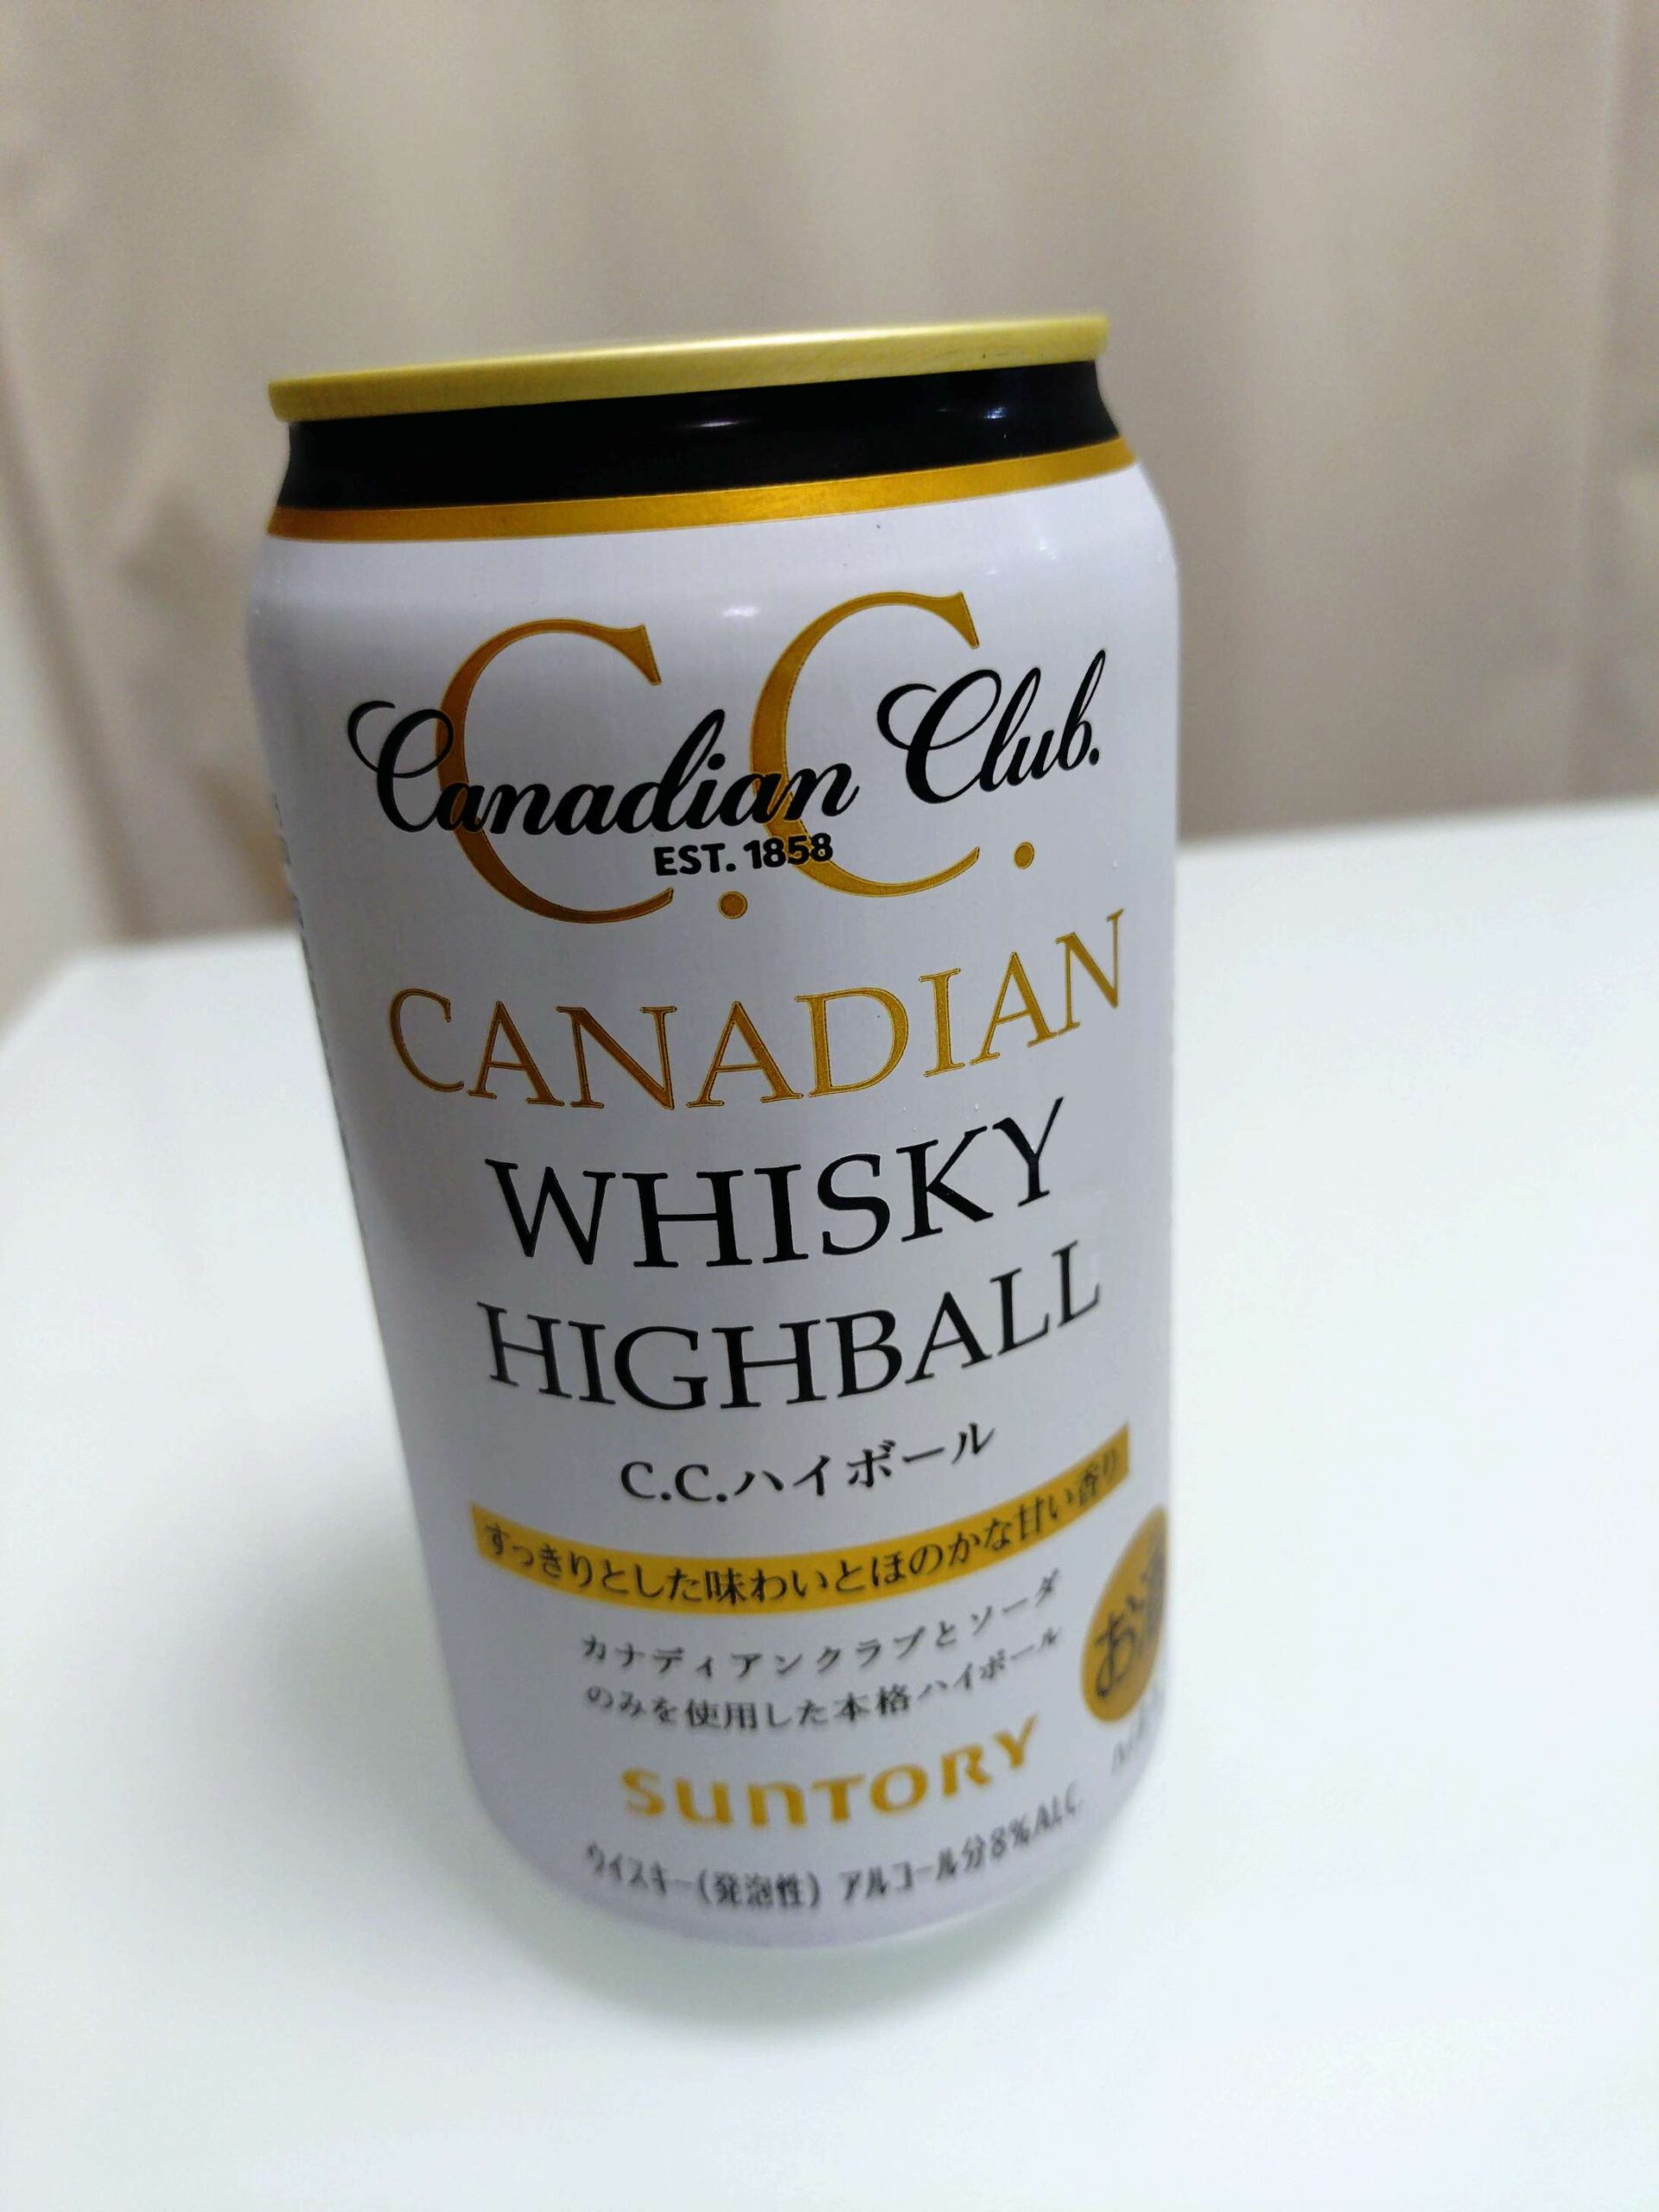 C.C.
Canadian Club.
EST. 1858
CANADIAN
WHISKY
HIGHBALL
C.C.ハイボール
すっきりとした味わいとほのかな甘い香り
カナディアンクラブとソーダ
のみを使用した本格ハイボール
お酒
SUNTORY
ウイスキー(発泡性) アルコール分8%ALC.